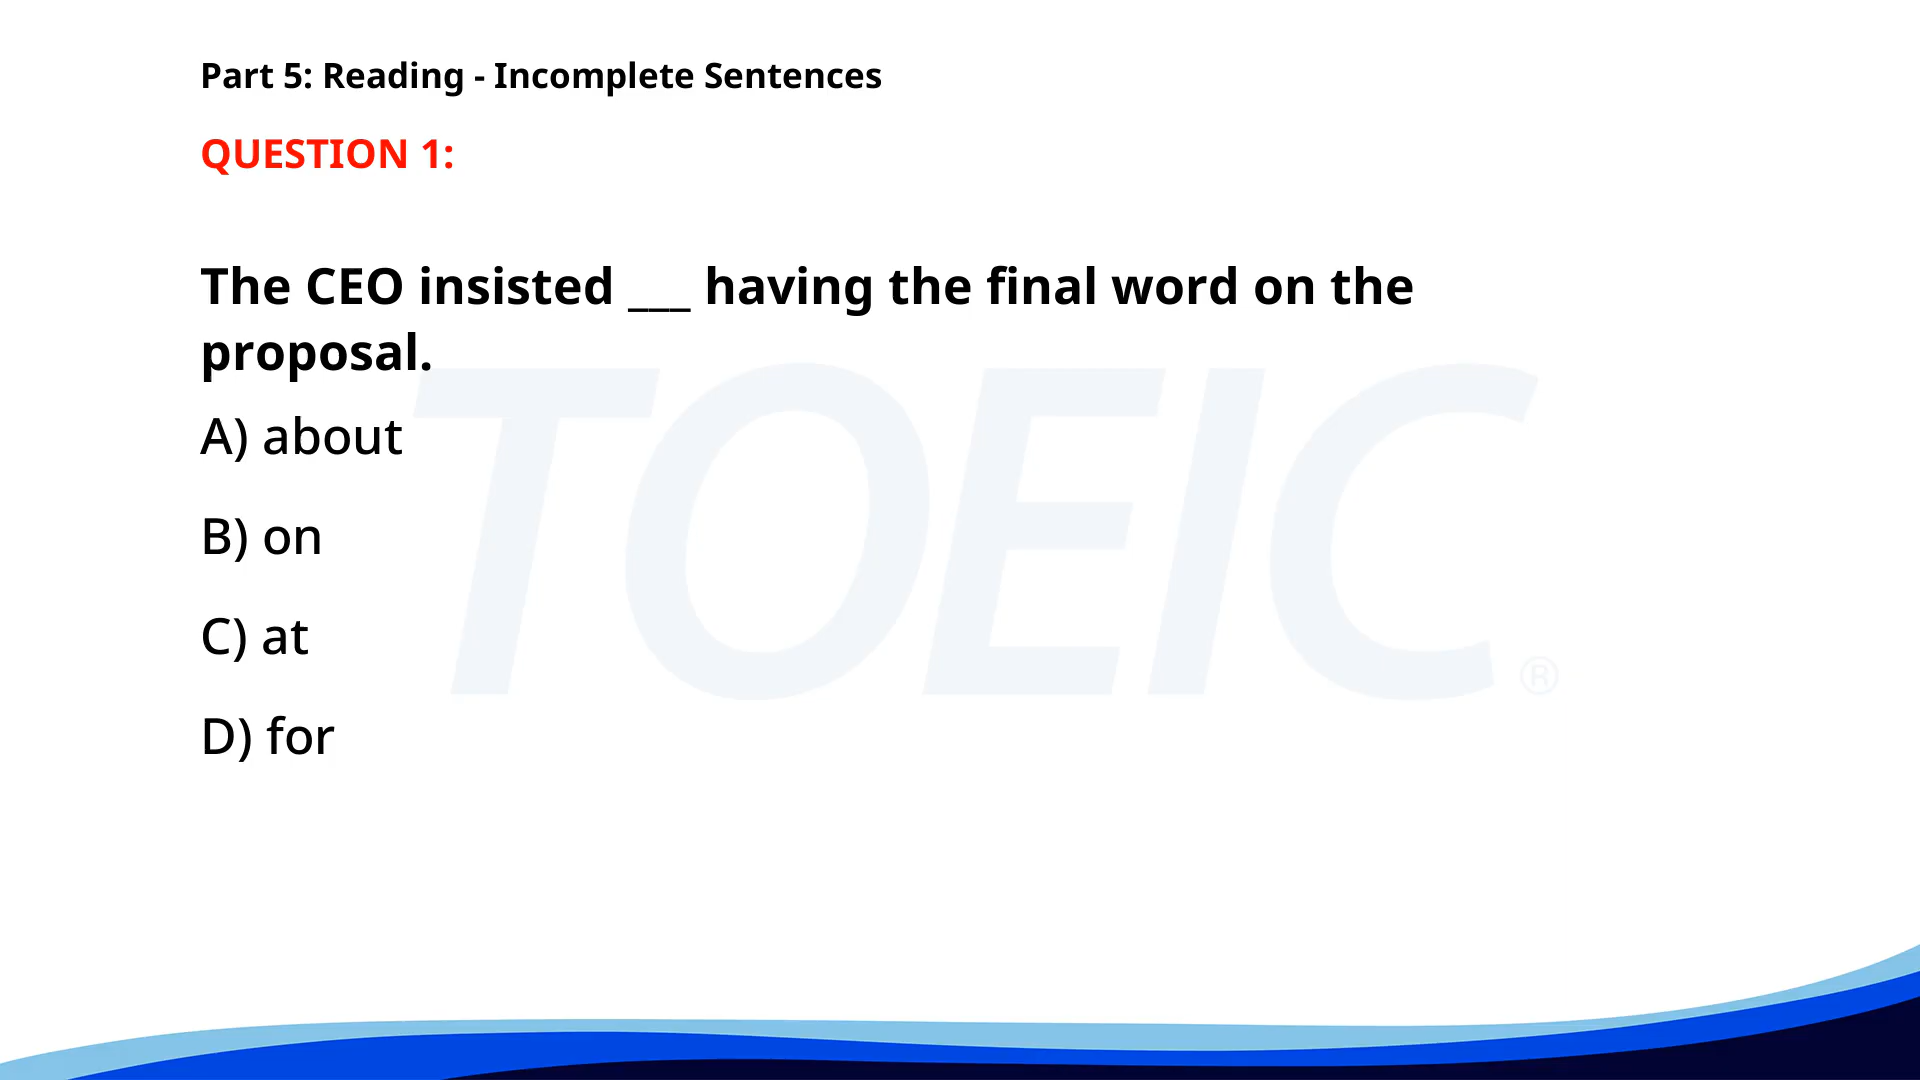 Part 5: Reading - Incomplete Sentences
QUESTION 1:
The CEO insisted ___ having the final word on the
proposal.
TOEIC®
A) about
B) on
C) at
D) for